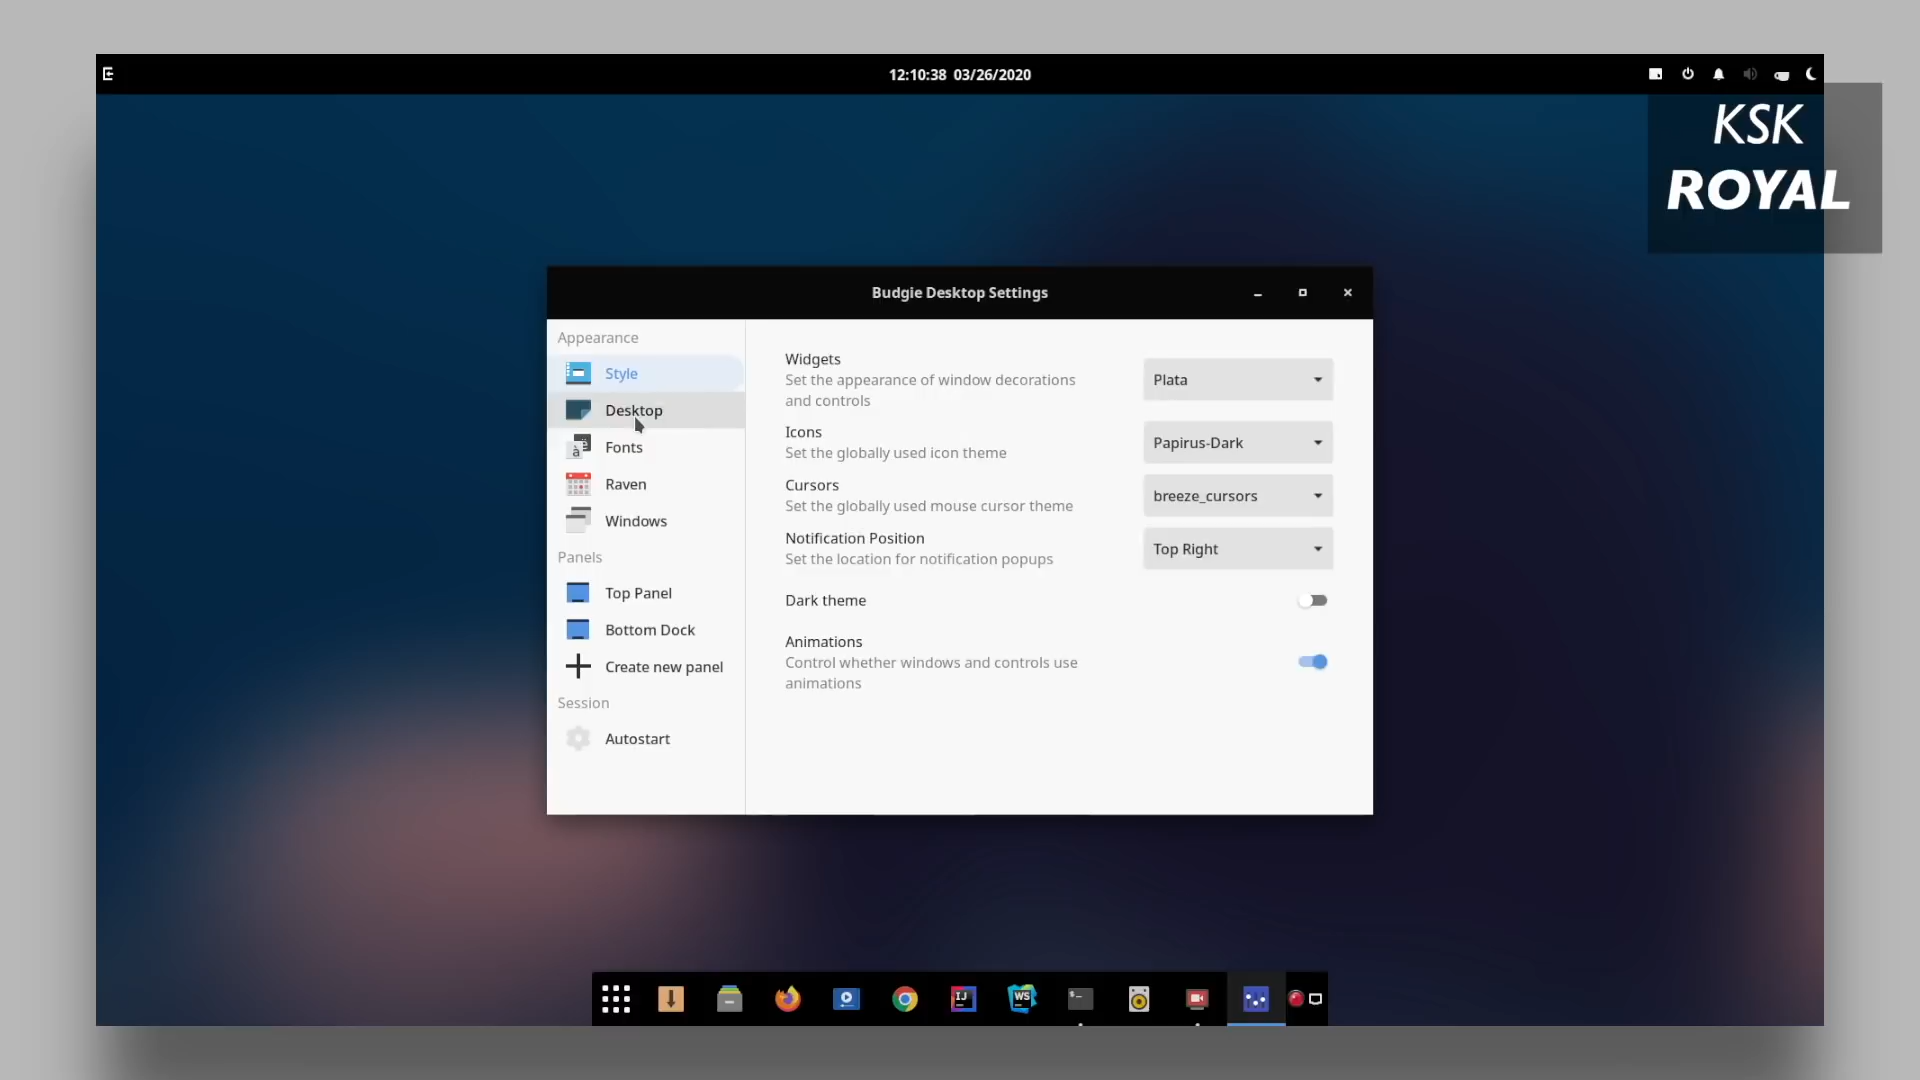 12:10:38 03/26/2020
KSK
ROYAL
Budgie Desktop Settings
Appearance
Style
Desktop
Fonts
Raven
Windows
Panels
Top Panel
Bottom Dock
Create new panel
Session
Autostart
Widgets
Set the appearance of window decorations
and controls
Plata
Icons
Set the globally used icon theme
Papirus-Dark
Cursors
Set the globally used mouse cursor theme
breeze_cursors
Notification Position
Set the location for notification popups
Top Right
Dark theme
Animations
Control whether windows and controls use
animations
IJ
WS